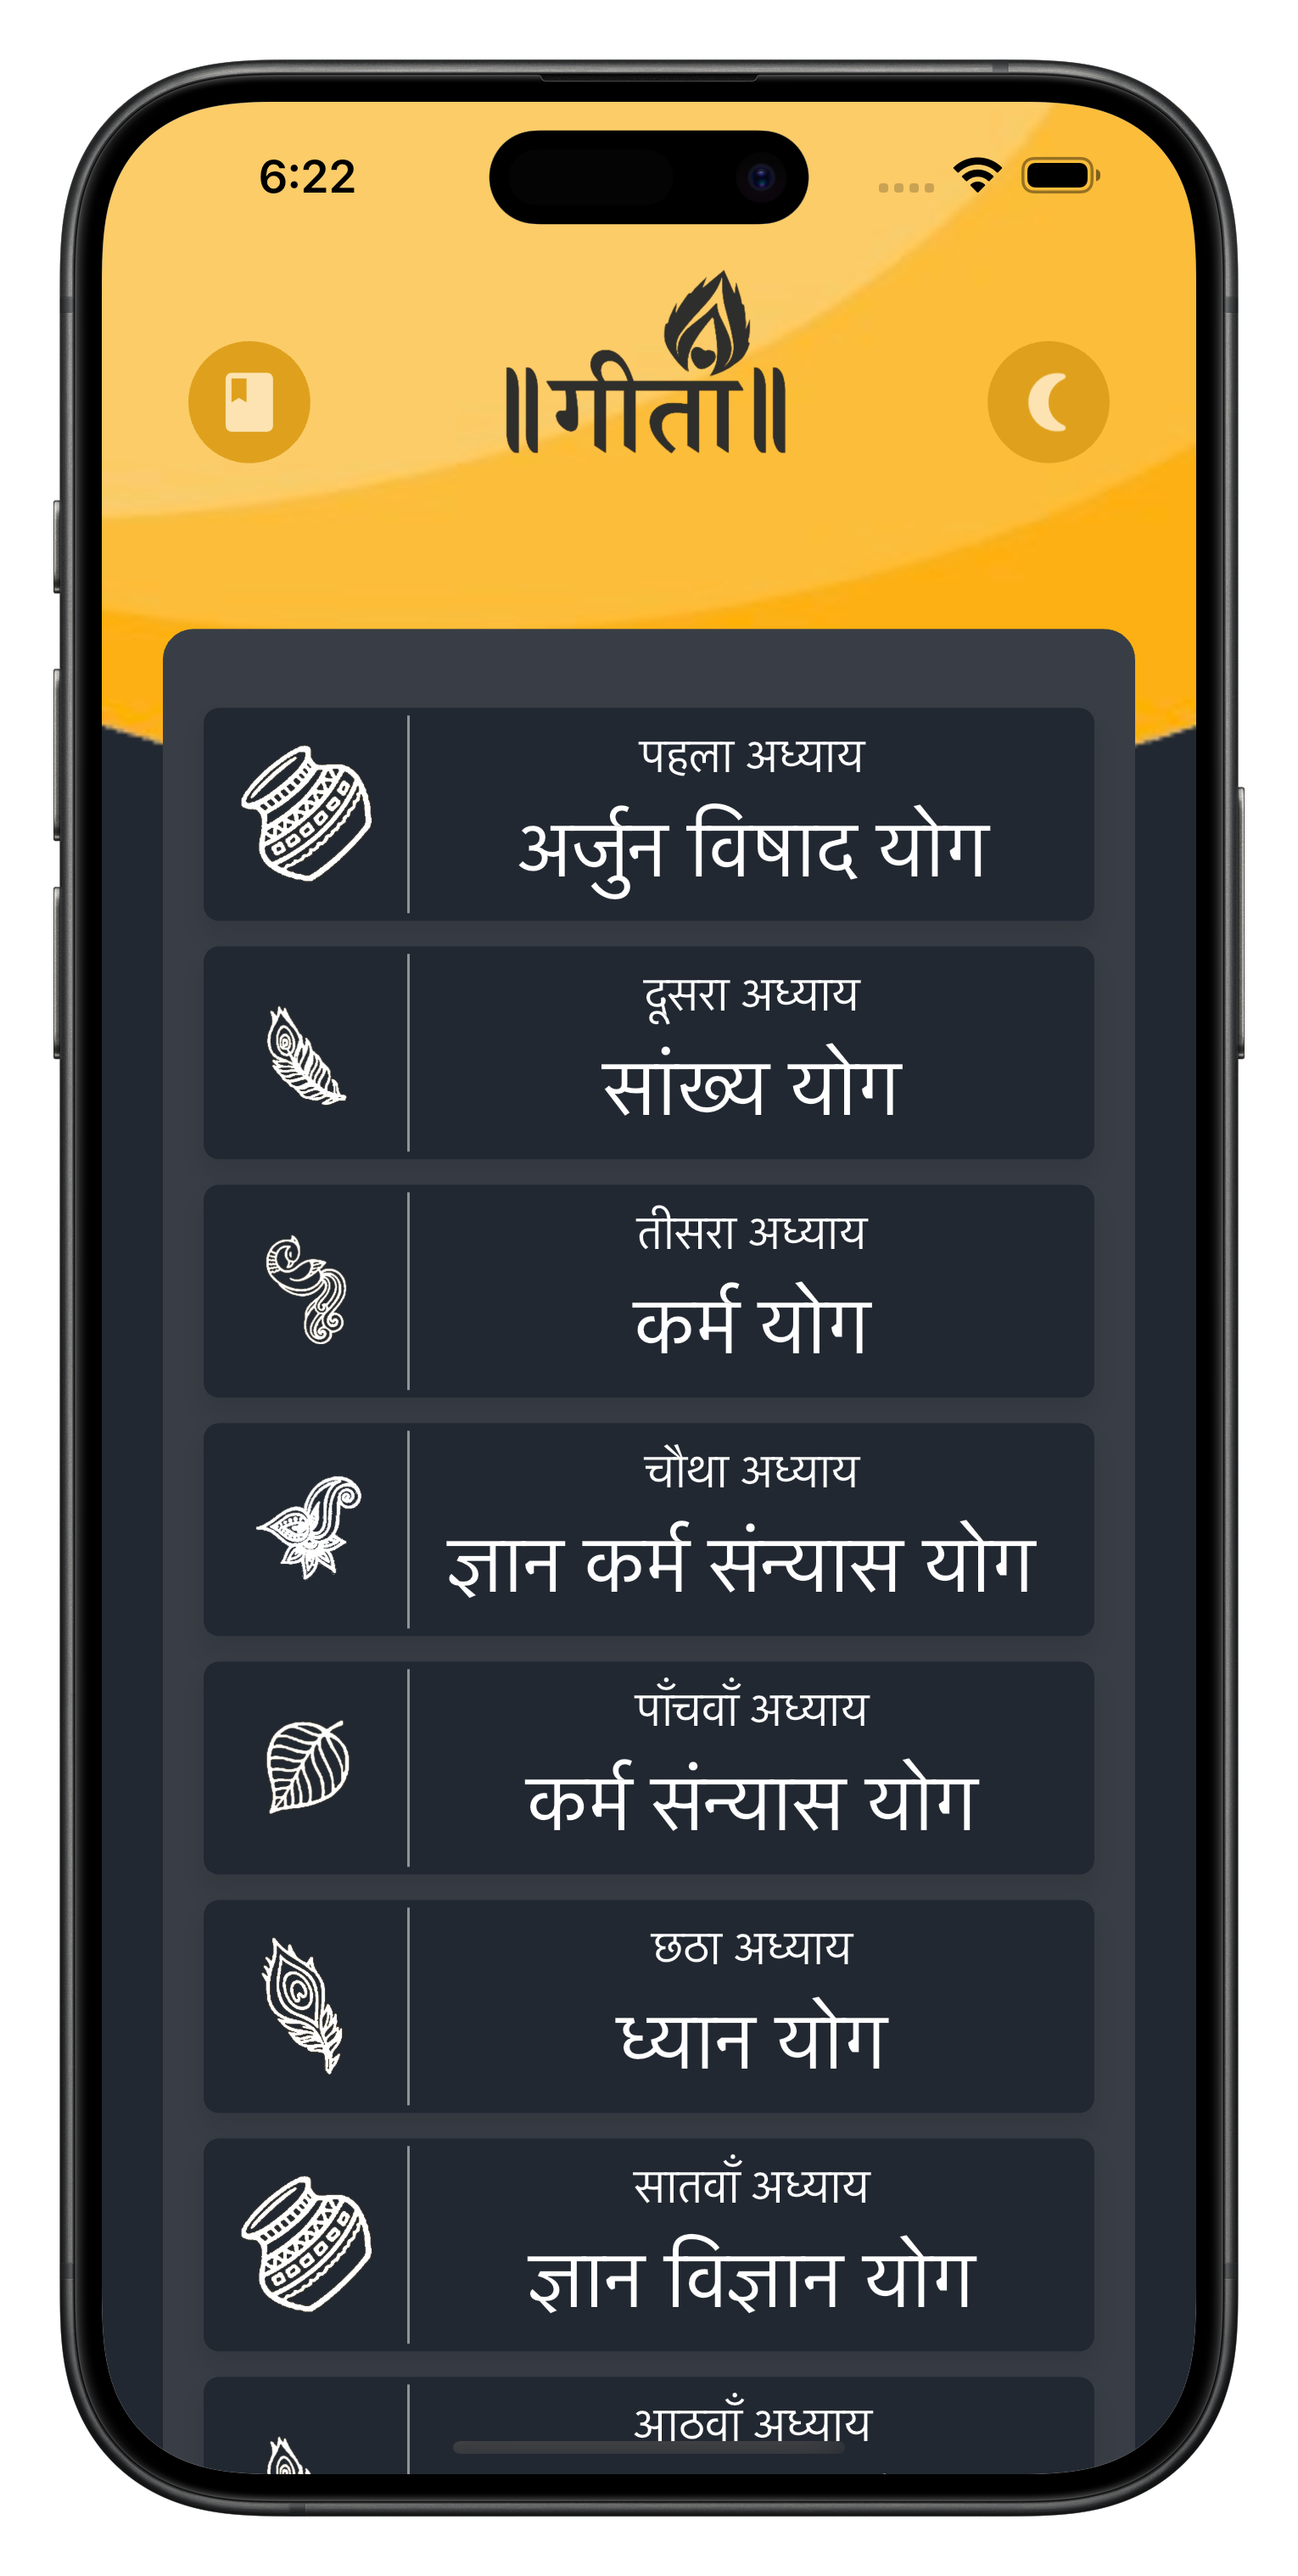 6:22
॥गीता॥
पहला अध्याय
अर्जुन विषाद योग
दूसरा अध्याय
सांख्य योग
तीसरा अध्याय
कर्म योग
चौथा अध्याय
ज्ञान कर्म संन्यास योग
पाँचवाँ अध्याय
कर्म संन्यास योग
छठा अध्याय
ध्यान योग
सातवाँ अध्याय
ज्ञान विज्ञान योग
आठवाँ अध्याय